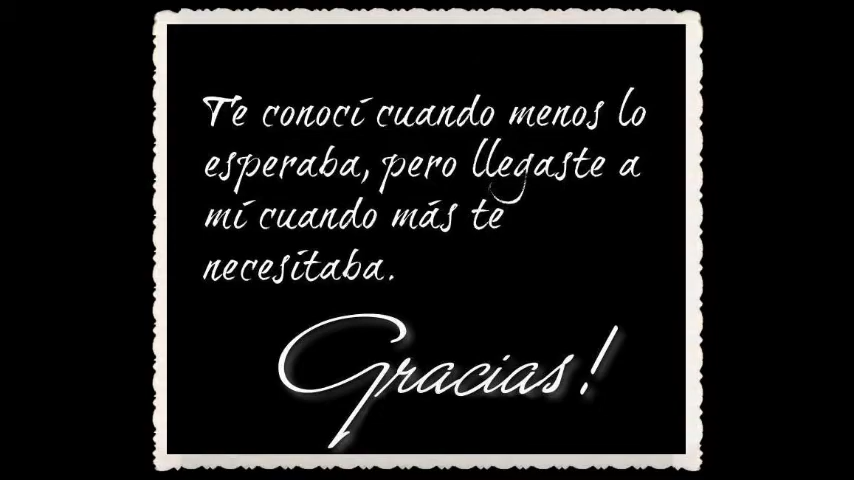 Te conocí cuando menos lo
esperaba, pero llegaste a
mí cuando más te
necesitaba.
Gracias!